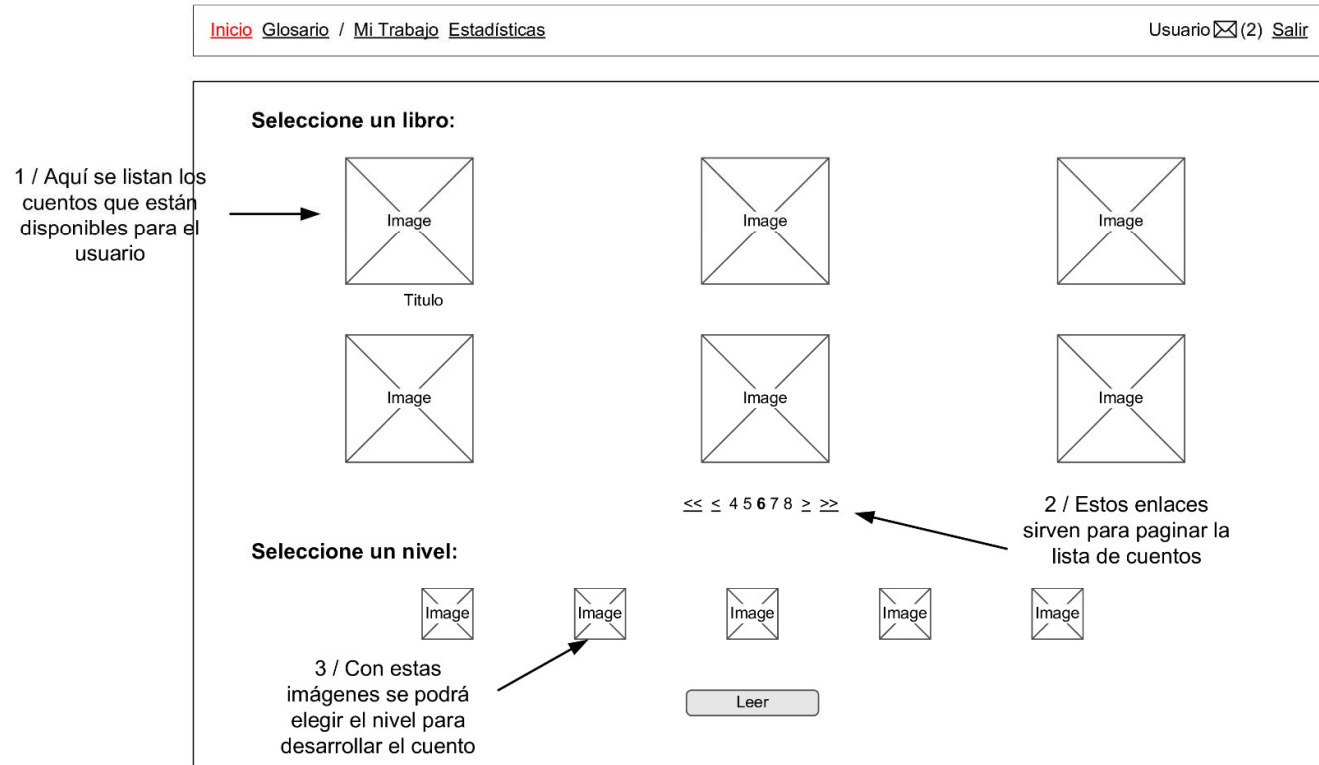 Inicio Glosario / Mi Trabajo Estadísticas Usuario (2) Salir
Seleccione un libro:
1 / Aquí se listan los
cuentos que están
disponibles para el
usuario
Image Image Image
Titulo
Image Image Image
<< < 4 5 6 7 8 > >>
2 / Estos enlaces
sirven para paginar la
lista de cuentos
Seleccione un nivel:
Image Image Image Image Image
3 / Con estas
imágenes se podrá
elegir el nivel para
desarrollar el cuento
Leer